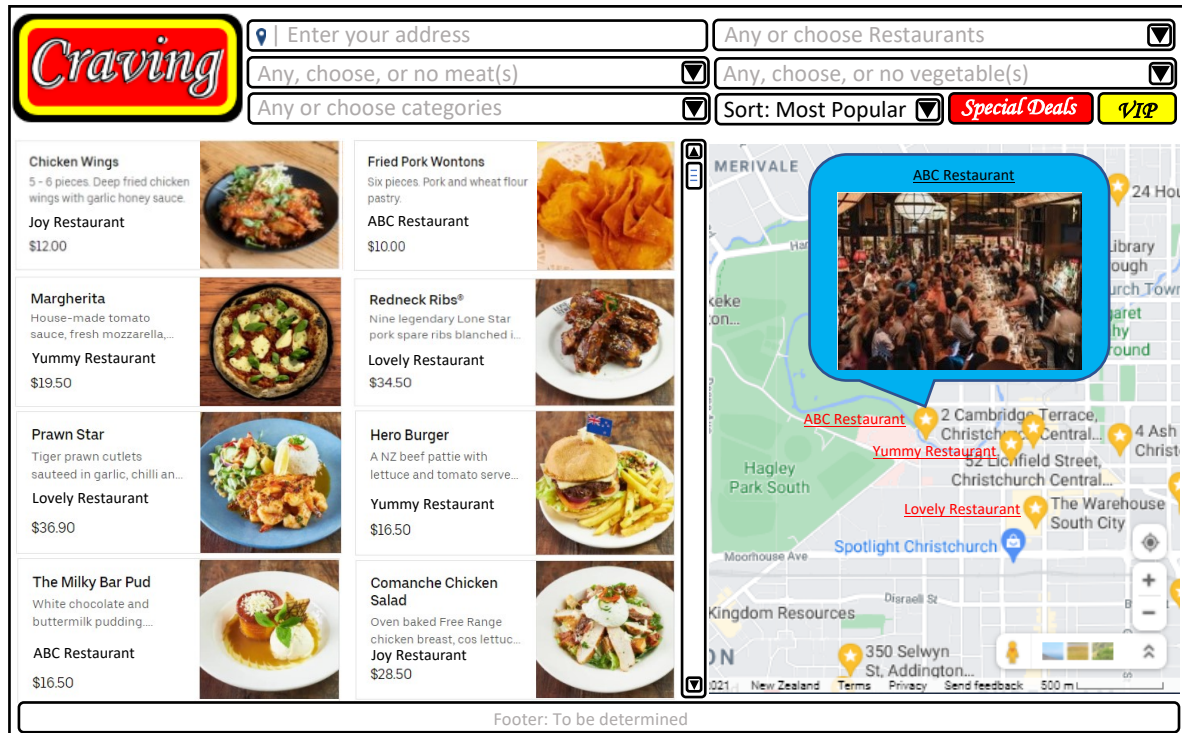 Craving
Enter your address
Any or choose Restaurants
Any, choose, or no meat(s)
Any, choose, or no vegetable(s)
Any or choose categories
Sort: Most Popular
Special Deals
VIP
Chicken Wings
5 - 6 pieces. Deep fried chicken
wings with garlic honey sauce.
Joy Restaurant
$12.00
Fried Pork Wontons
Six pieces. Pork and wheat flour
pastry.
ABC Restaurant
$10.00
Margherita
House-made tomato
sauce, fresh mozzarella,...
Yummy Restaurant
$19.50
Redneck Ribs®
Nine legendary Lone Star
pork spare ribs blanched i...
Lovely Restaurant
$34.50
Prawn Star
Tiger prawn cutlets
sauteed in garlic, chilli an...
Lovely Restaurant
$36.90
Hero Burger
A NZ beef pattie with
lettuce and tomato serve...
Yummy Restaurant
$16.50
The Milky Bar Pud
White chocolate and
buttermilk pudding....
ABC Restaurant
$16.50
Comanche Chicken
Salad
Oven baked Free Range
chicken breast, cos lettuc...
Joy Restaurant
$28.50
MERIVALE
ABC Restaurant
24 Hou
Har
Library
ough
urch Town
keke
ton...
garet
hy
round
ABC Restaurant
2 Cambridge Terrace,
Christchurch Central...
4 Ash
Christ
Yummy Restaurant
52 Lichfield Street,
Christchurch Central...
Hagley
Park South
Lovely Restaurant
The Warehouse
South City
Spotlight Christchurch
Moorhouse Ave
Disraeli St
Kingdom Resources
ON
350 Selwyn
St, Addington...
2021
New Zealand
Terms
Privacy
Send feedback
500 m
Footer: To be determined